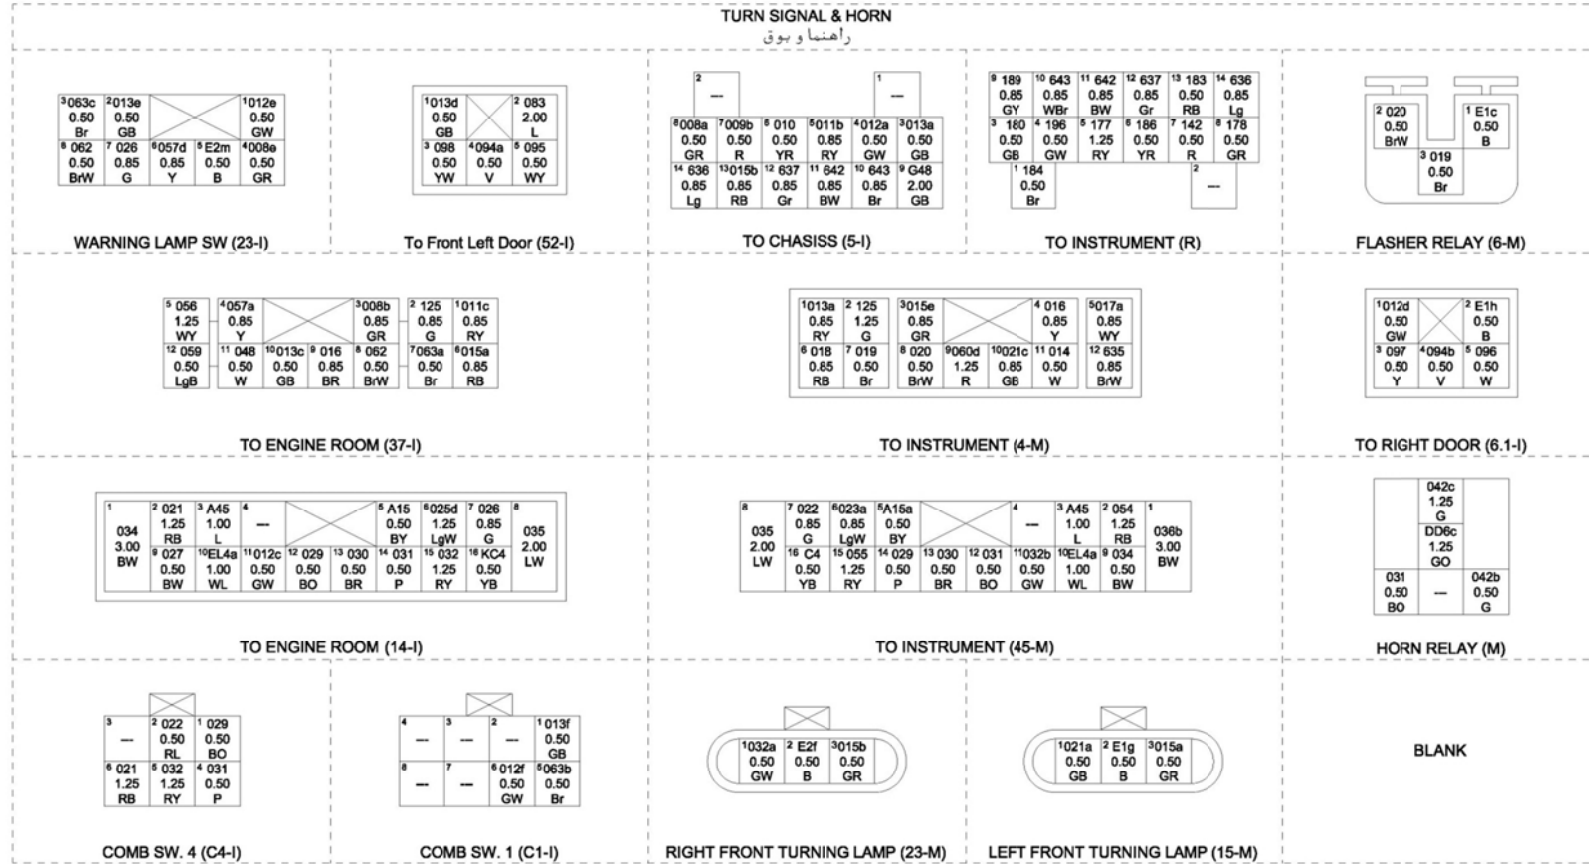 TURN SIGNAL & HORN
راهنما و بوق
3 063c 2 013e 1 012e
0.50 0.50 0.50
Br GB GW
8 062 7 026 6 057d 5 E2m 4 008e
0.50 0.85 0.85 0.50 0.50
BrW G Y B GR
WARNING LAMP SW (23-I)
1 013d 2 083
0.50 2.00
GB L
3 098 4 094a 5 095
0.50 0.50 0.50
YW V WY
To Front Left Door (52-I)
2 1
--- ---
8 008a 7 009b 6 010 5 011b 4 012a 3 013a
0.50 0.50 0.50 0.85 0.50 0.50
GR R YR RY GW GB
14 636 13 015b 12 637 11 642 10 643 9 G48
0.85 0.85 0.85 0.85 0.85 2.00
Lg RB Gr BW Br GB
TO CHASISS (5-I)
9 189 10 643 11 642 12 637 13 183 14 636
0.85 0.85 0.85 0.85 0.50 0.85
GY WBr BW Gr RB Lg
3 180 4 196 5 177 6 186 7 142 8 178
0.50 0.50 1.25 0.50 0.50 0.50
GB GW RY YR R GR
1 184 2
0.50 ---
Br
TO INSTRUMENT (R)
2 020 1 E1c
0.50 0.50
BrW B
3 019
0.50
Br
FLASHER RELAY (6-M)
5 056 4 057a 3 008b 2 125 1 011c
1.25 0.85 0.85 0.85 0.85
WY Y GR G RY
12 059 11 048 10 013c 9 016 8 062 7 063a 6 015a
0.50 0.50 0.50 0.85 0.50 0.50 0.85
LgB W GB BR BrW Br RB
TO ENGINE ROOM (37-I)
1 013a 2 125 3 015e 4 016 5 017a
0.85 1.25 0.85 0.85 0.85
RY G GR Y WY
6 018 7 019 8 020 9 060d 10 021c 11 014 12 635
0.85 0.50 0.50 1.25 0.85 0.50 0.85
RB Br BrW R GB W BrW
TO INSTRUMENT (4-M)
1 012d 2 E1h
0.50 0.50
GW B
3 097 4 094b 5 096
0.50 0.50 0.50
Y V W
TO RIGHT DOOR (6.1-I)
1 2 021 3 A45 4 5 A15 6 025d 7 026 8
034 1.25 1.00 --- 0.50 1.25 0.85 035
3.00 RB L BY LgW G 2.00
BW 9 027 10 EL4a 11 012c 12 029 13 030 14 031 15 032 16 KC4 LW
0.50 1.00 0.50 0.50 0.50 0.50 1.25 0.50
BW WL GW BO BR P RY YB
TO ENGINE ROOM (14-I)
8 7 022 6 023a 5 A15a 4 3 A45 2 054 1
035 0.85 0.85 0.50 --- 1.00 1.25 036b
2.00 G LgW BY L RB 3.00
LW 16 C4 15 055 14 029 13 030 12 031 11 032b 10 EL4a 9 034 BW
0.50 1.25 0.50 0.50 0.50 0.50 1.00 0.50
YB RY P BR BO GW WL BW
TO INSTRUMENT (45-M)
042c
1.25
G
DD6c
1.25
GO
031 042b
0.50 --- 0.50
BO G
HORN RELAY (M)
3 2 022 1 029
--- 0.50 0.50
RL BO
6 021 5 032 4 031
1.25 1.25 0.50
RB RY P
COMB SW. 4 (C4-I)
4 3 2 1 013f
--- --- --- 0.50
GB
8 7 6 012f 5 063b
--- --- 0.50 0.50
GW Br
COMB SW. 1 (C1-I)
1 032a 2 E2f 3 015b
0.50 0.50 0.50
GW B GR
RIGHT FRONT TURNING LAMP (23-M)
1 021a 2 E1g 3 015a
0.50 0.50 0.50
GB B GR
LEFT FRONT TURNING LAMP (15-M)
BLANK